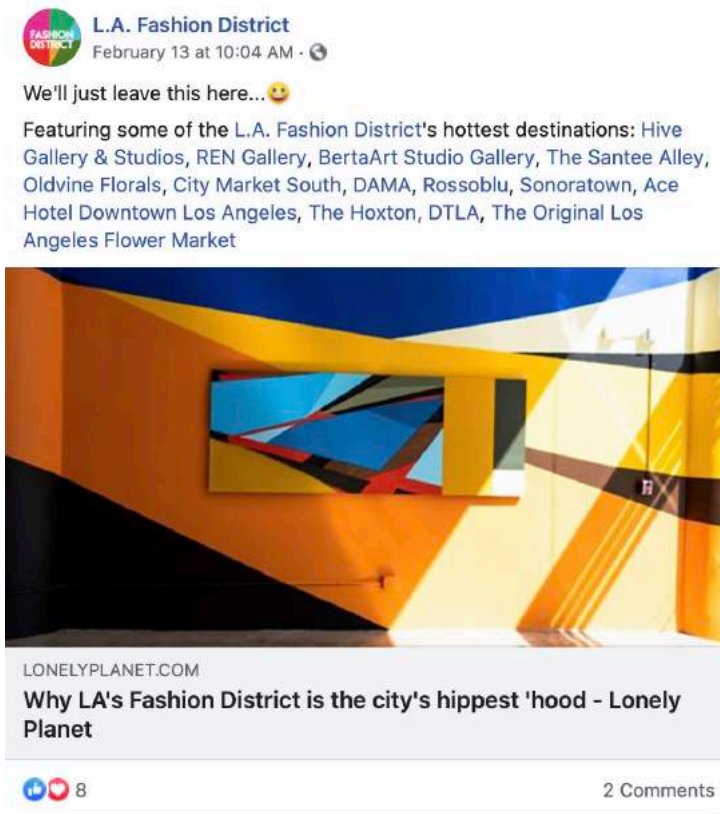 FASHION
DISTRICT
L.A. Fashion District
February 13 at 10:04 AM ·
We'll just leave this here...😀
Featuring some of the L.A. Fashion District's hottest destinations: Hive
Gallery & Studios, REN Gallery, BertaArt Studio Gallery, The Santee Alley,
Oldvine Florals, City Market South, DAMA, Rossoblu, Sonoratown, Ace
Hotel Downtown Los Angeles, The Hoxton, DTLA, The Original Los
Angeles Flower Market
LONELYPLANET.COM
Why LA's Fashion District is the city's hippest 'hood - Lonely
Planet
8
2 Comments